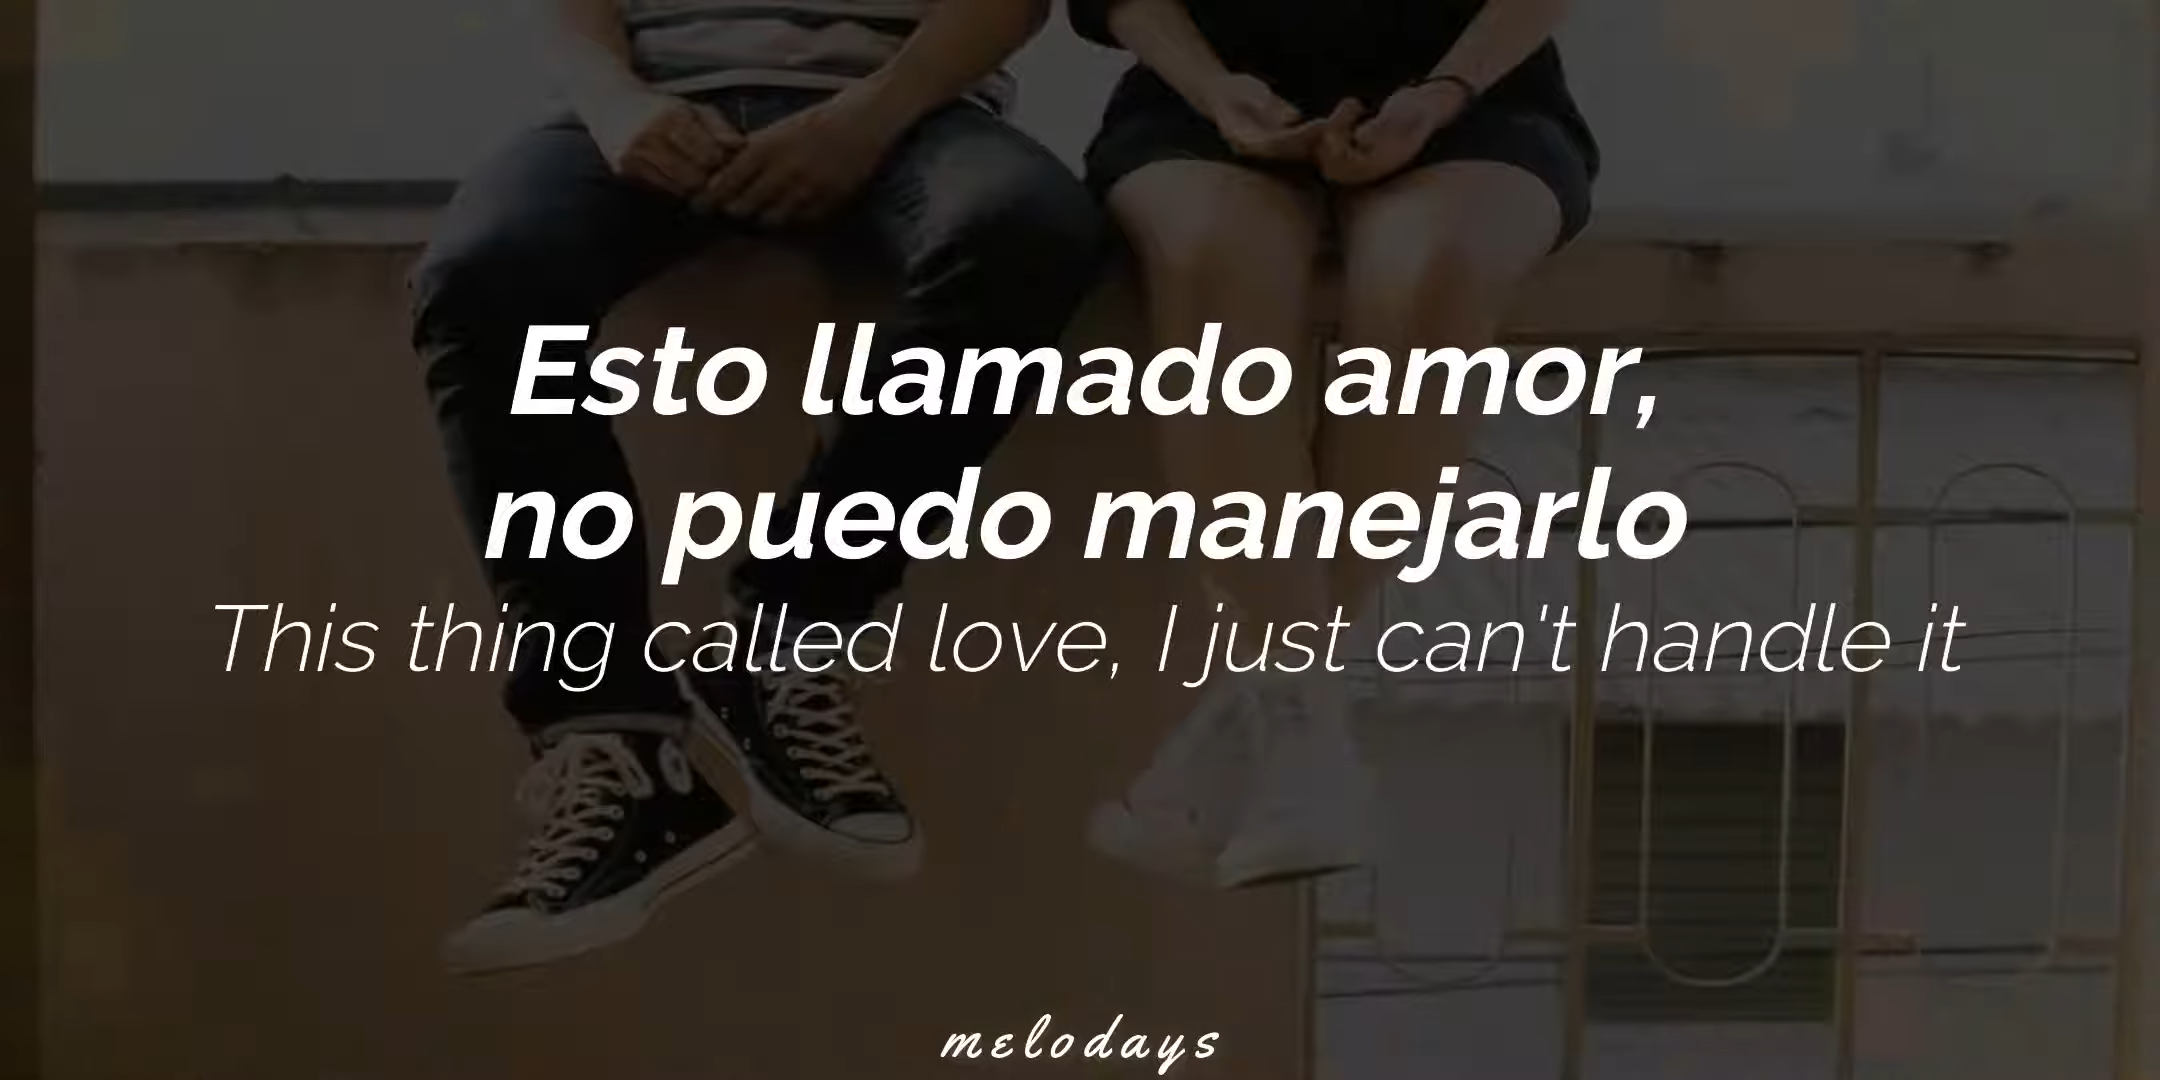 Esto llamado amor,
no puedo manejarlo
This thing called love, I just can't handle it
melodays